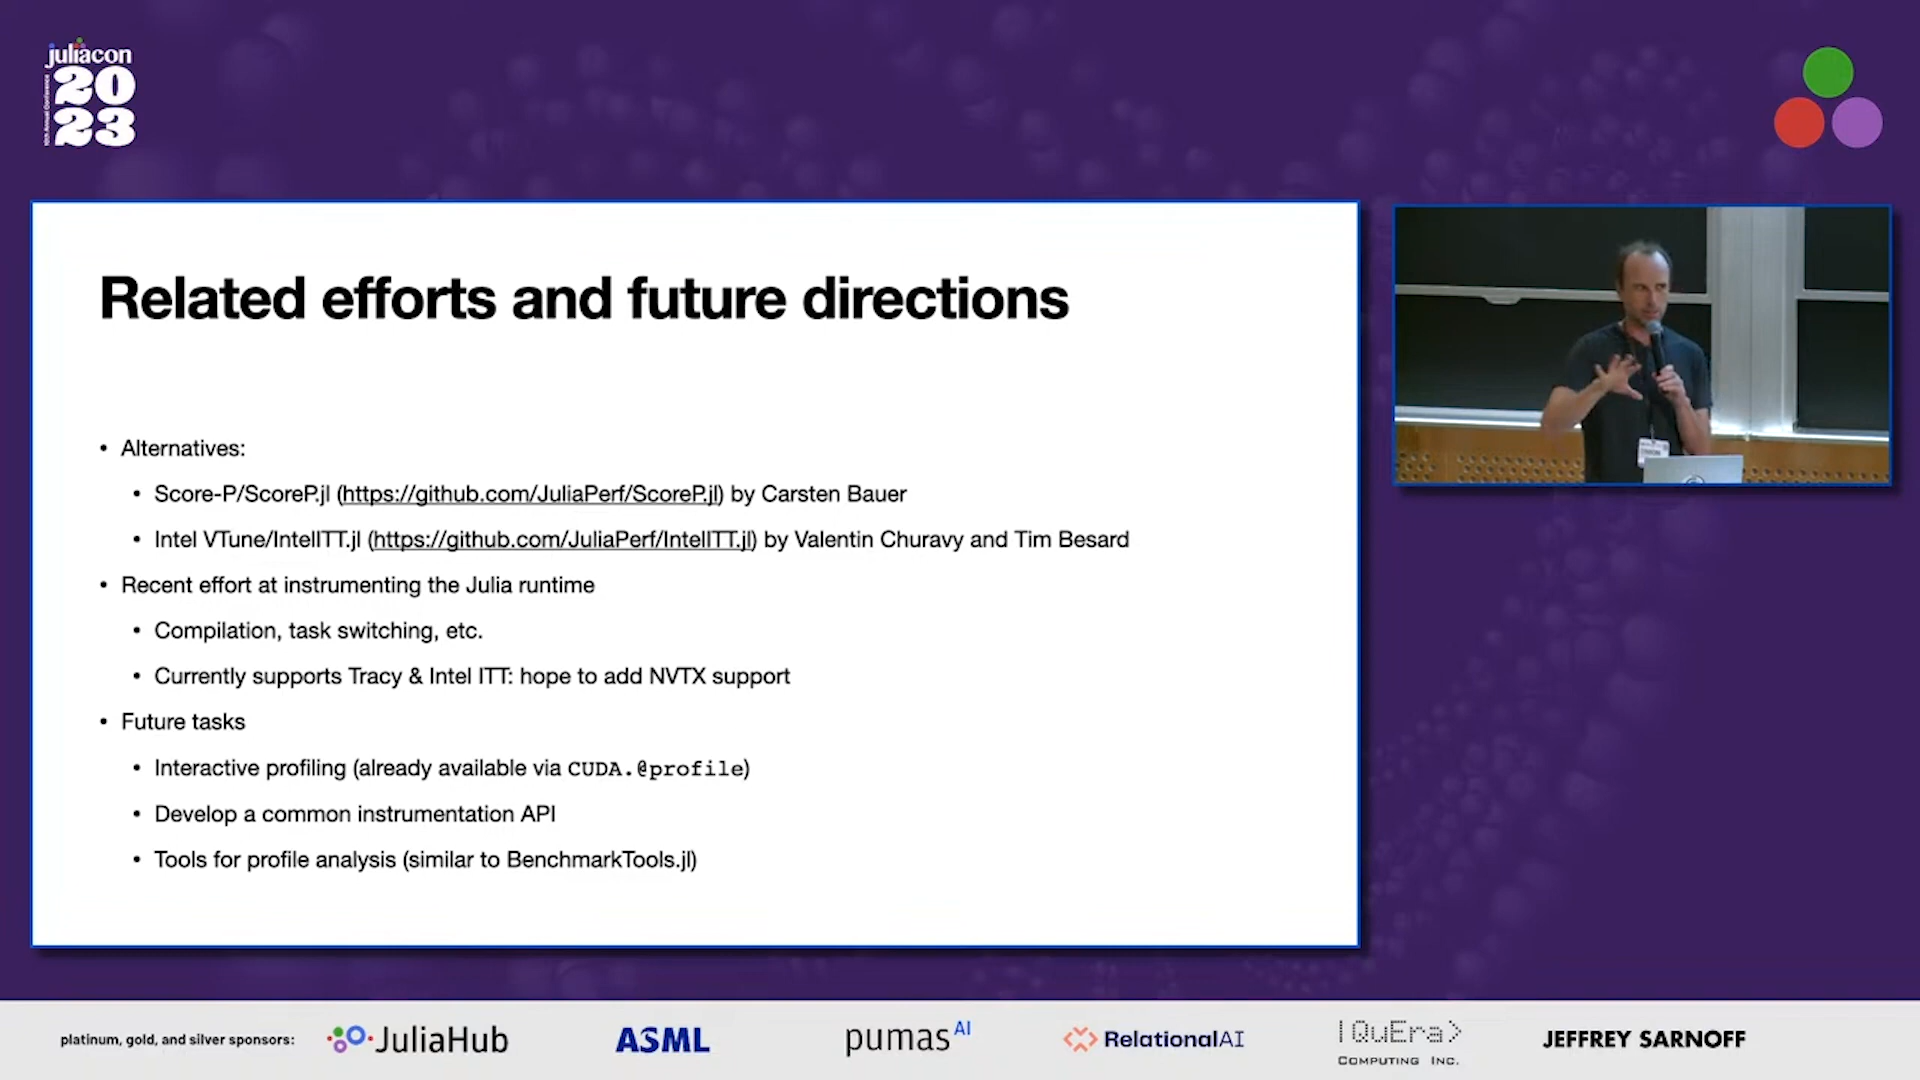 juliacon
20
23
Related efforts and future directions
• Alternatives:
• Score-P/ScoreP.jl (https://github.com/JuliaPerf/ScoreP.jl) by Carsten Bauer
• Intel VTune/IntelITT.jl (https://github.com/JuliaPerf/IntelITT.jl) by Valentin Churavy and Tim Besard
• Recent effort at instrumenting the Julia runtime
• Compilation, task switching, etc.
• Currently supports Tracy & Intel ITT: hope to add NVTX support
• Future tasks
• Interactive profiling (already available via CUDA.@profile)
• Develop a common instrumentation API
• Tools for profile analysis (similar to BenchmarkTools.jl)
platinum, gold, and silver sponsors:
JuliaHub
ASML
pumasAI
RelationalAI
|QuEra>
COMPUTING INC.
JEFFREY SARNOFF